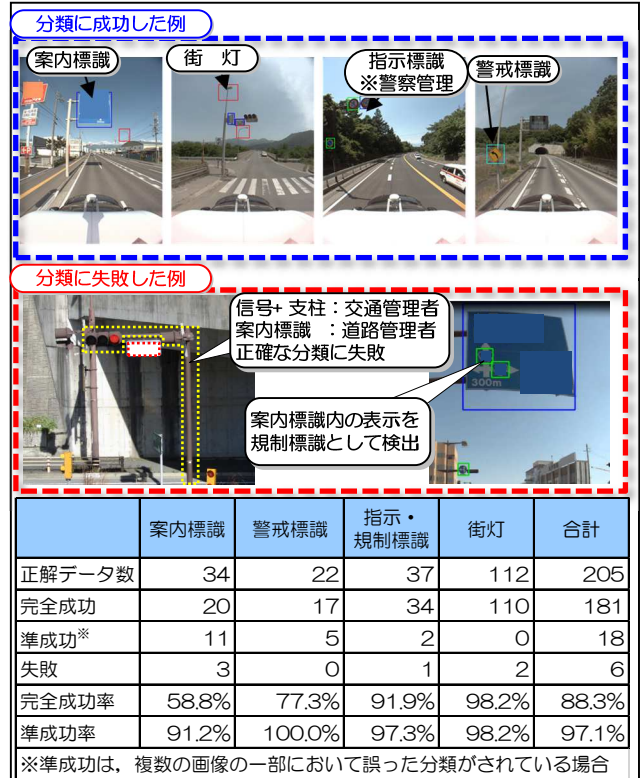 分類に成功した例
案内標識
街　灯
指示標識
※警察管理
警戒標識
分類に失敗した例
信号+ 支柱：交通管理者
案内標識　：道路管理者
正確な分類に失敗
300m
案内標識内の表示を
規制標識として検出
案内標識 警戒標識 指示・規制標識 街灯 合計
正解データ数 34 22 37 112 205
完全成功 20 17 34 110 181
準成功※ 11 5 2 0 18
失敗 3 0 1 2 6
完全成功率 58.8% 77.3% 91.9% 98.2% 88.3%
準成功率 91.2% 100.0% 97.3% 98.2% 97.1%
※準成功は，複数の画像の一部において誤った分類がされている場合